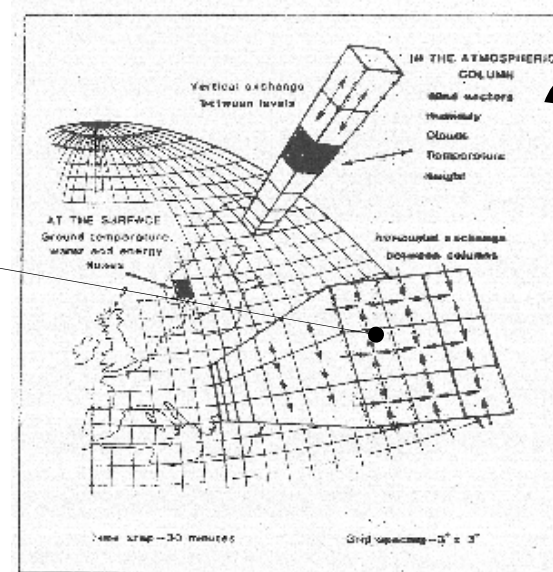 IN THE ATMOSPHERIC
COLUMN
Wind vectors
Humidity
Clouds
Temperature
Height
Vertical exchange
between levels
AT THE SURFACE
Ground temperature,
water and energy
fluxes
Horizontal exchange
between columns
Time step – 30 minutes
Grid spacing – 3° x 3°